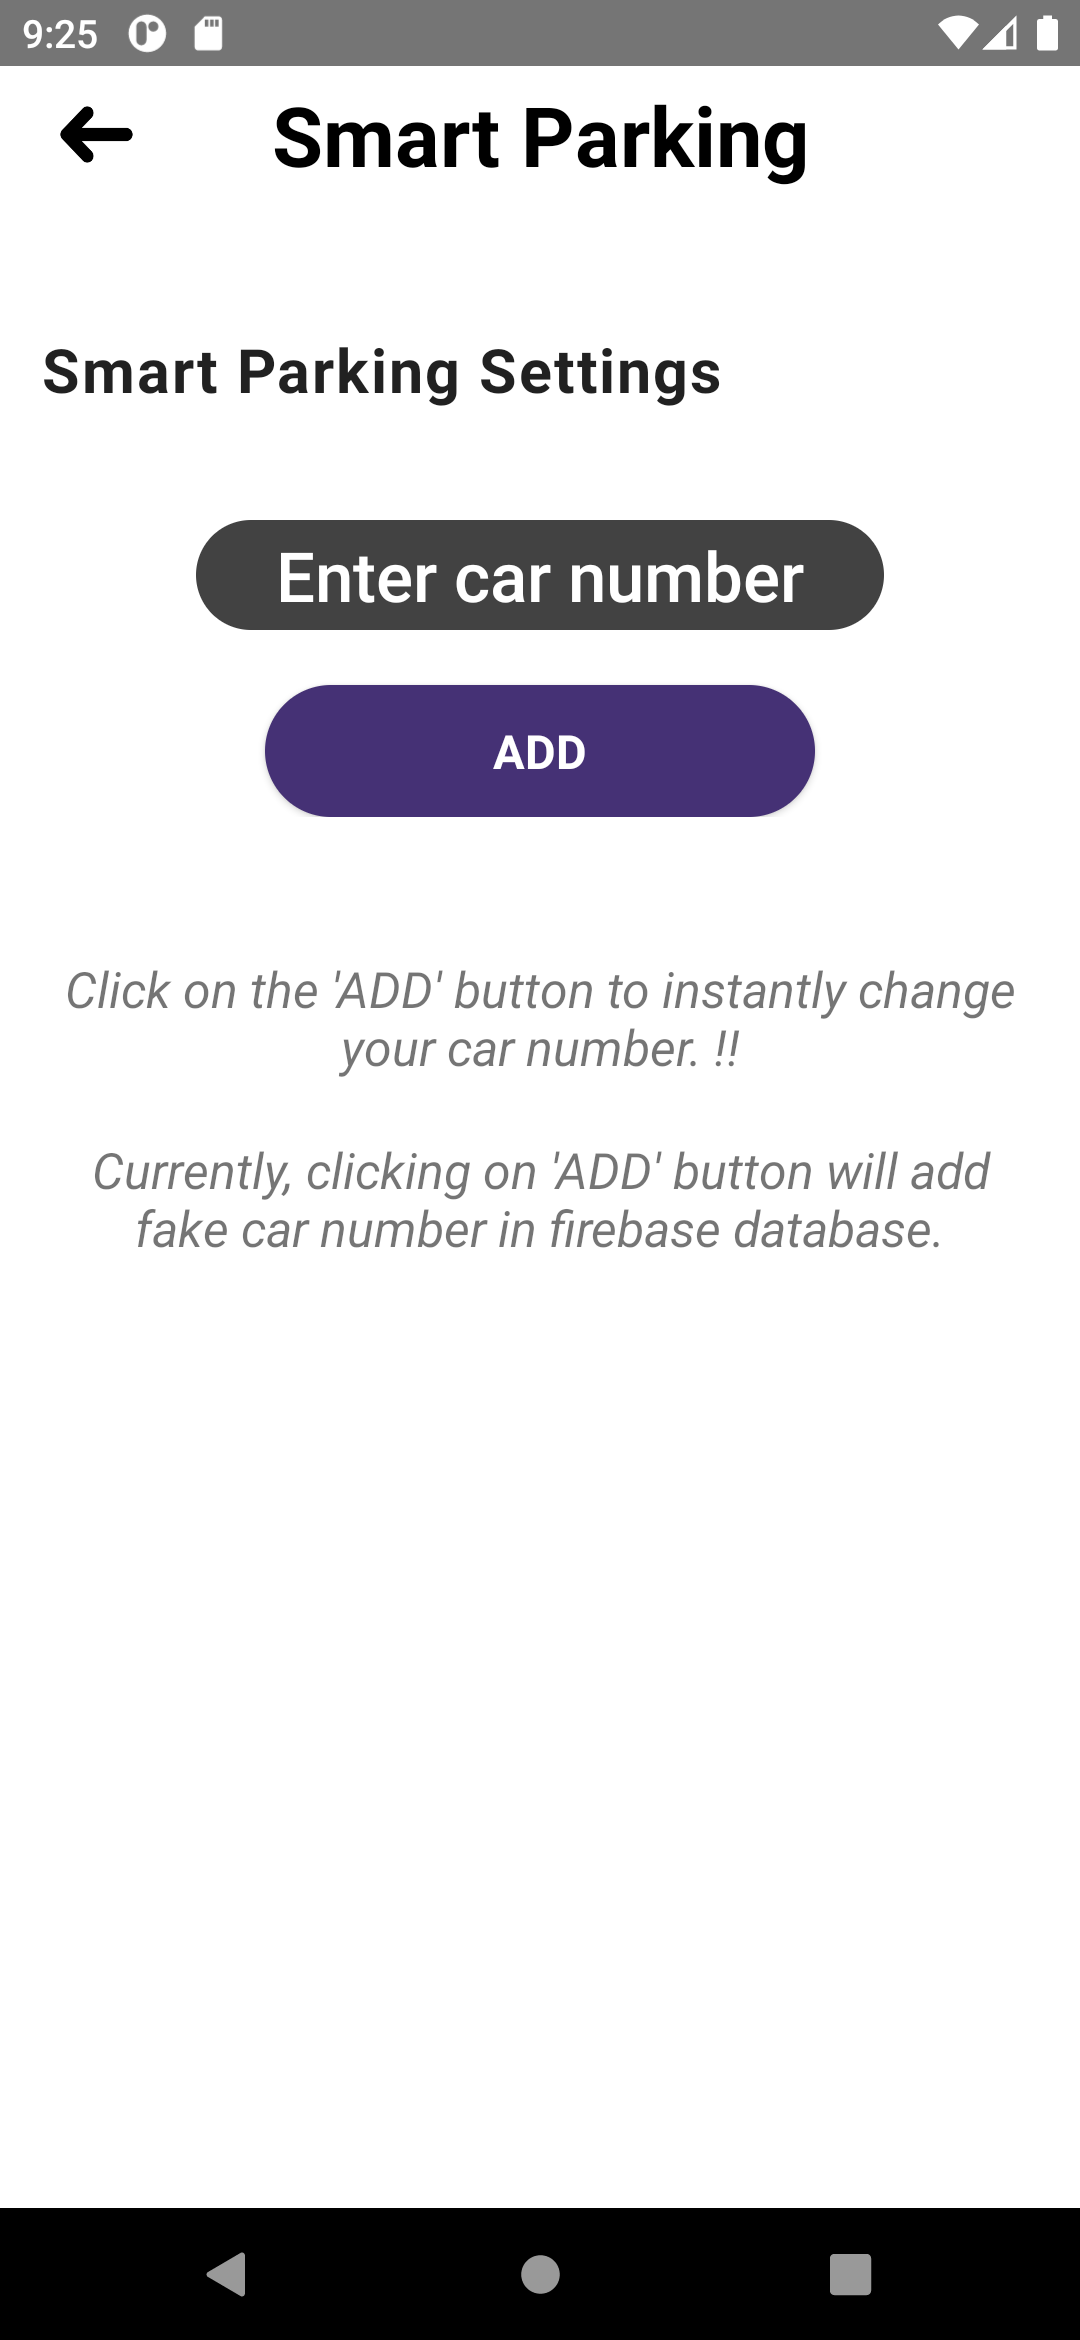 9:25
Smart Parking
Smart Parking Settings
Enter car number
ADD
Click on the 'ADD' button to instantly change
your car number. !!
Currently, clicking on 'ADD' button will add
fake car number in firebase database.